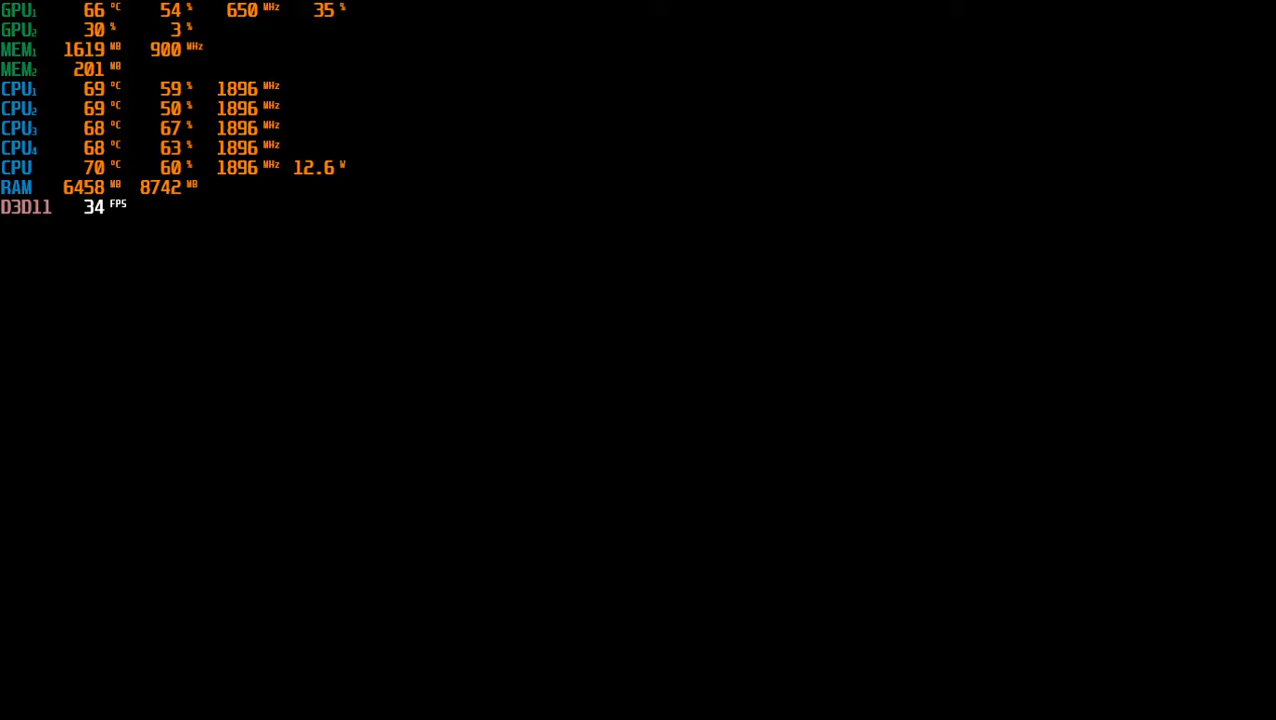 GPU₁ 66 °C 54 % 650 MHz 35 %
GPU₂ 30 % 3 %
MEM₁ 1619 MB 900 MHz
MEM₂ 201 MB
CPU₁ 69 °C 59 % 1896 MHz
CPU₂ 69 °C 50 % 1896 MHz
CPU₃ 68 °C 67 % 1896 MHz
CPU₄ 68 °C 63 % 1896 MHz
CPU 70 °C 60 % 1896 MHz 12.6 W
RAM 6458 MB 8742 MB
D3D11 34 FPS